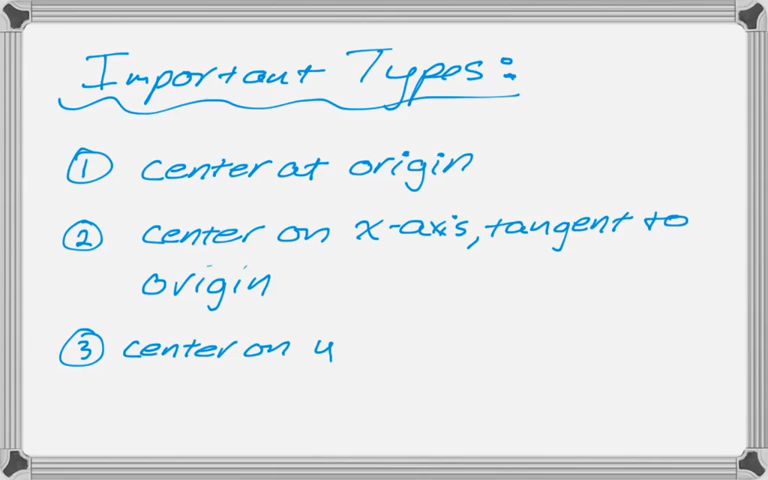 Important Types:
① center at origin
② center on x-axis, tangent to
origin
③ center on y